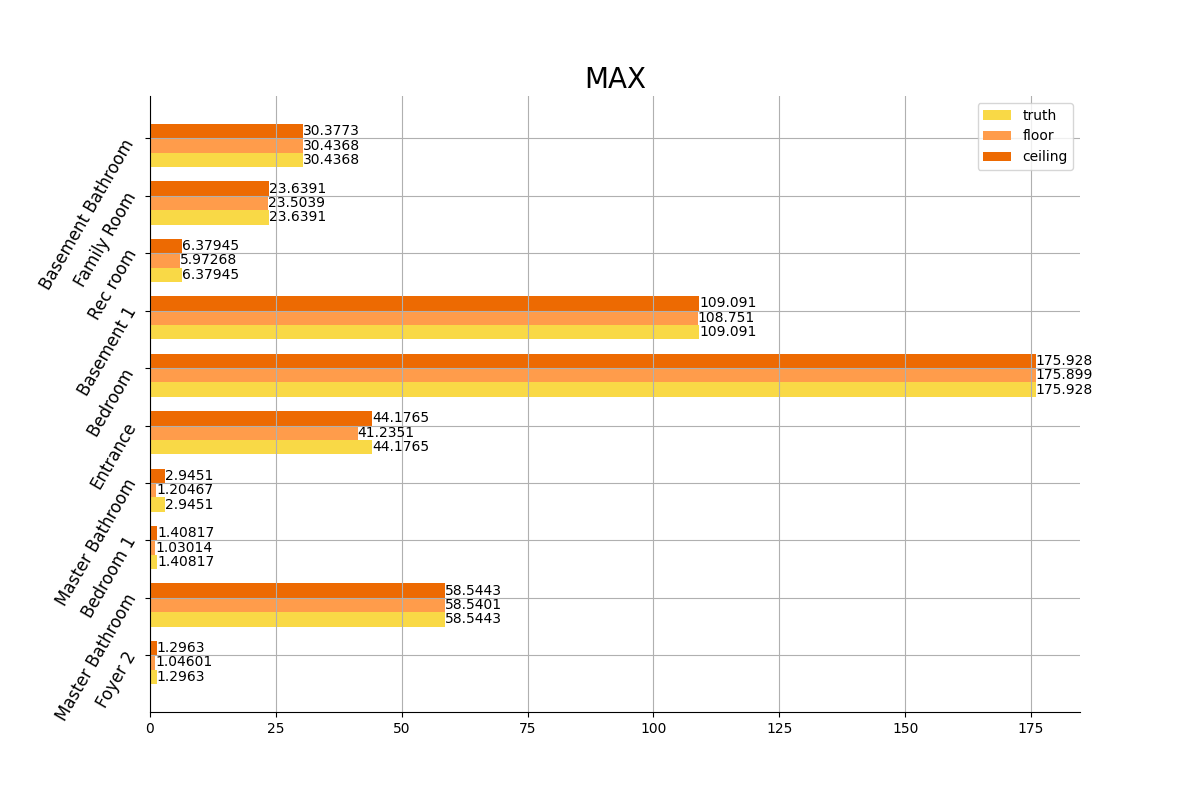 MAX
truth
floor
ceiling
Basement Bathroom
30.3773
30.4368
30.4368
Family Room
23.6391
23.5039
23.6391
Rec room
6.37945
5.97268
6.37945
Basement 1
109.091
108.751
109.091
Bedroom
175.928
175.899
175.928
Entrance
44.1765
41.2351
44.1765
Master Bathroom
2.9451
1.20467
2.9451
Bedroom 1
1.40817
1.03014
1.40817
Master Bathroom
58.5443
58.5401
58.5443
Foyer 2
1.2963
1.04601
1.2963
0 25 50 75 100 125 150 175